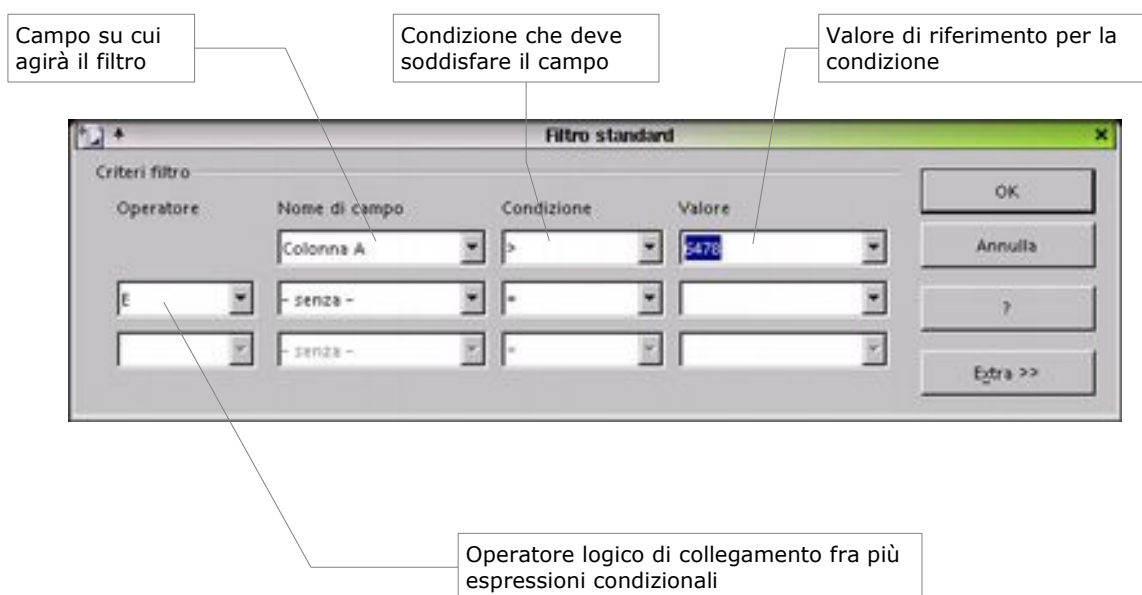 Campo su cui
agirà il filtro
Condizione che deve
soddisfare il campo
Valore di riferimento per la
condizione
Filtro standard
Criteri filtro
Operatore Nome di campo Condizione Valore
Colonna A > 5478
E - senza - =
- senza - =
OK
Annulla
?
Extra >>
Operatore logico di collegamento fra più
espressioni condizionali